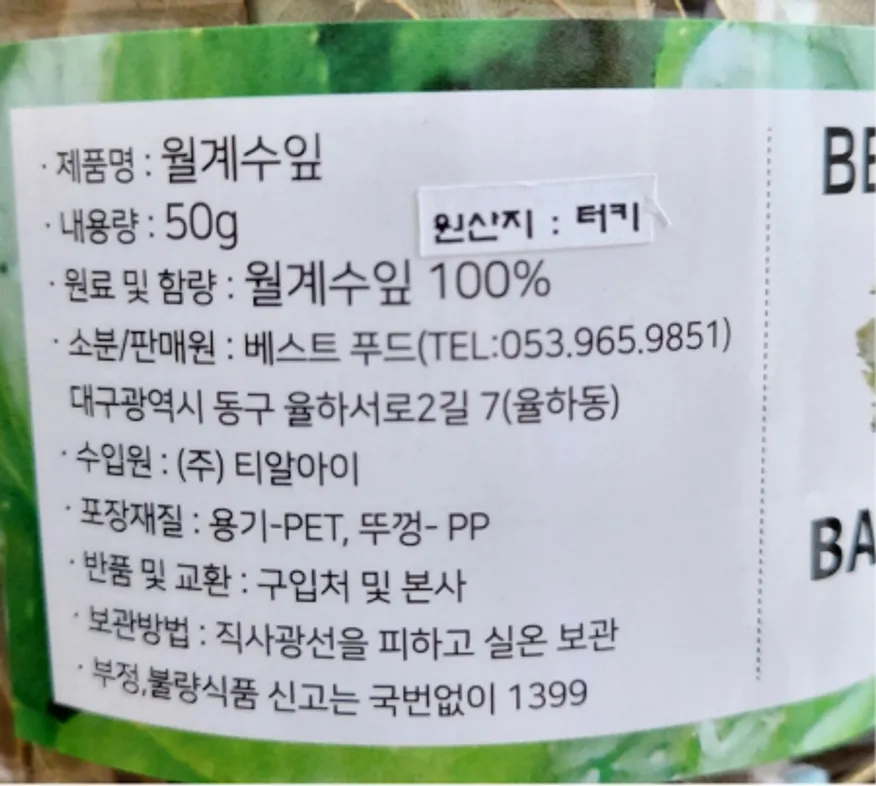 · 제품명 : 월계수잎
· 내용량 : 50g
원산지 : 터키
· 원료 및 함량 : 월계수잎 100%
· 소분/판매원 : 베스트 푸드(TEL:053.965.9851)
대구광역시 동구 율하서로2길 7(율하동)
· 수입원 : (주) 티알아이
· 포장재질 : 용기-PET, 뚜껑- PP
· 반품 및 교환 : 구입처 및 본사
· 보관방법 : 직사광선을 피하고 실온 보관
· 부정,불량식품 신고는 국번없이 1399